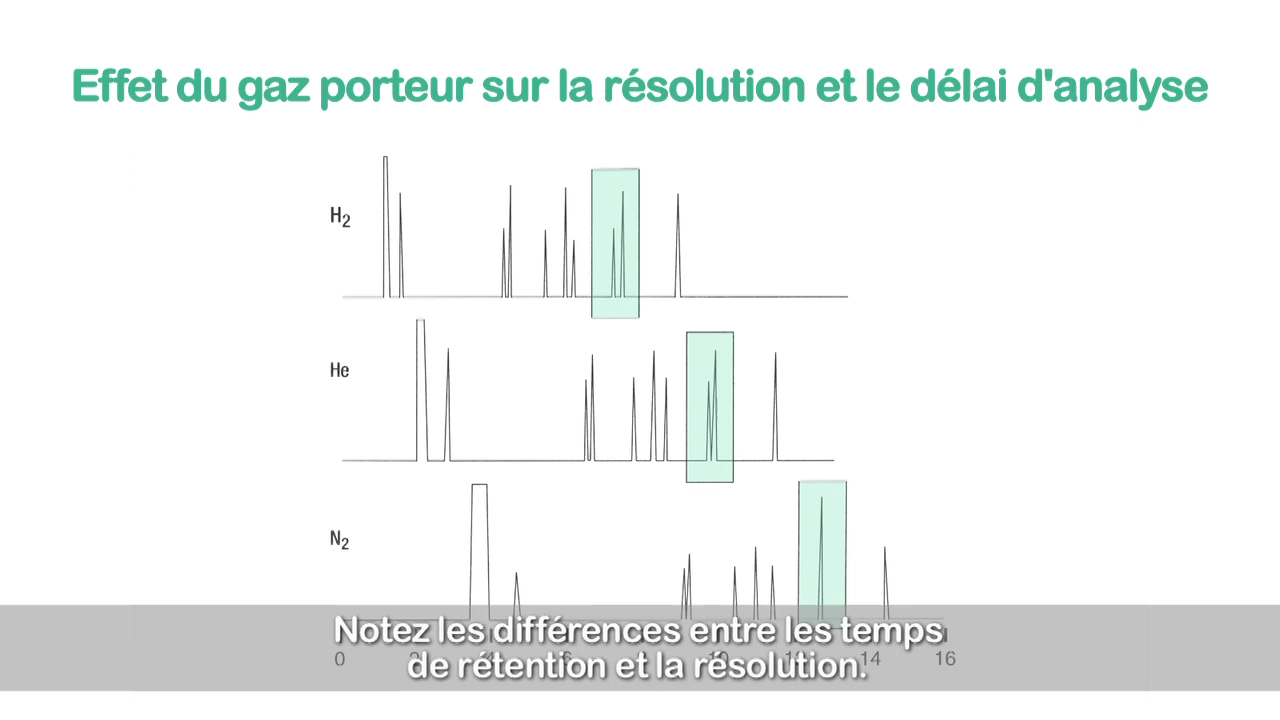 Effet du gaz porteur sur la résolution et le délai d'analyse
H2
He
N2
Notez les différences entre les temps
de rétention et la résolution.
0 14 16